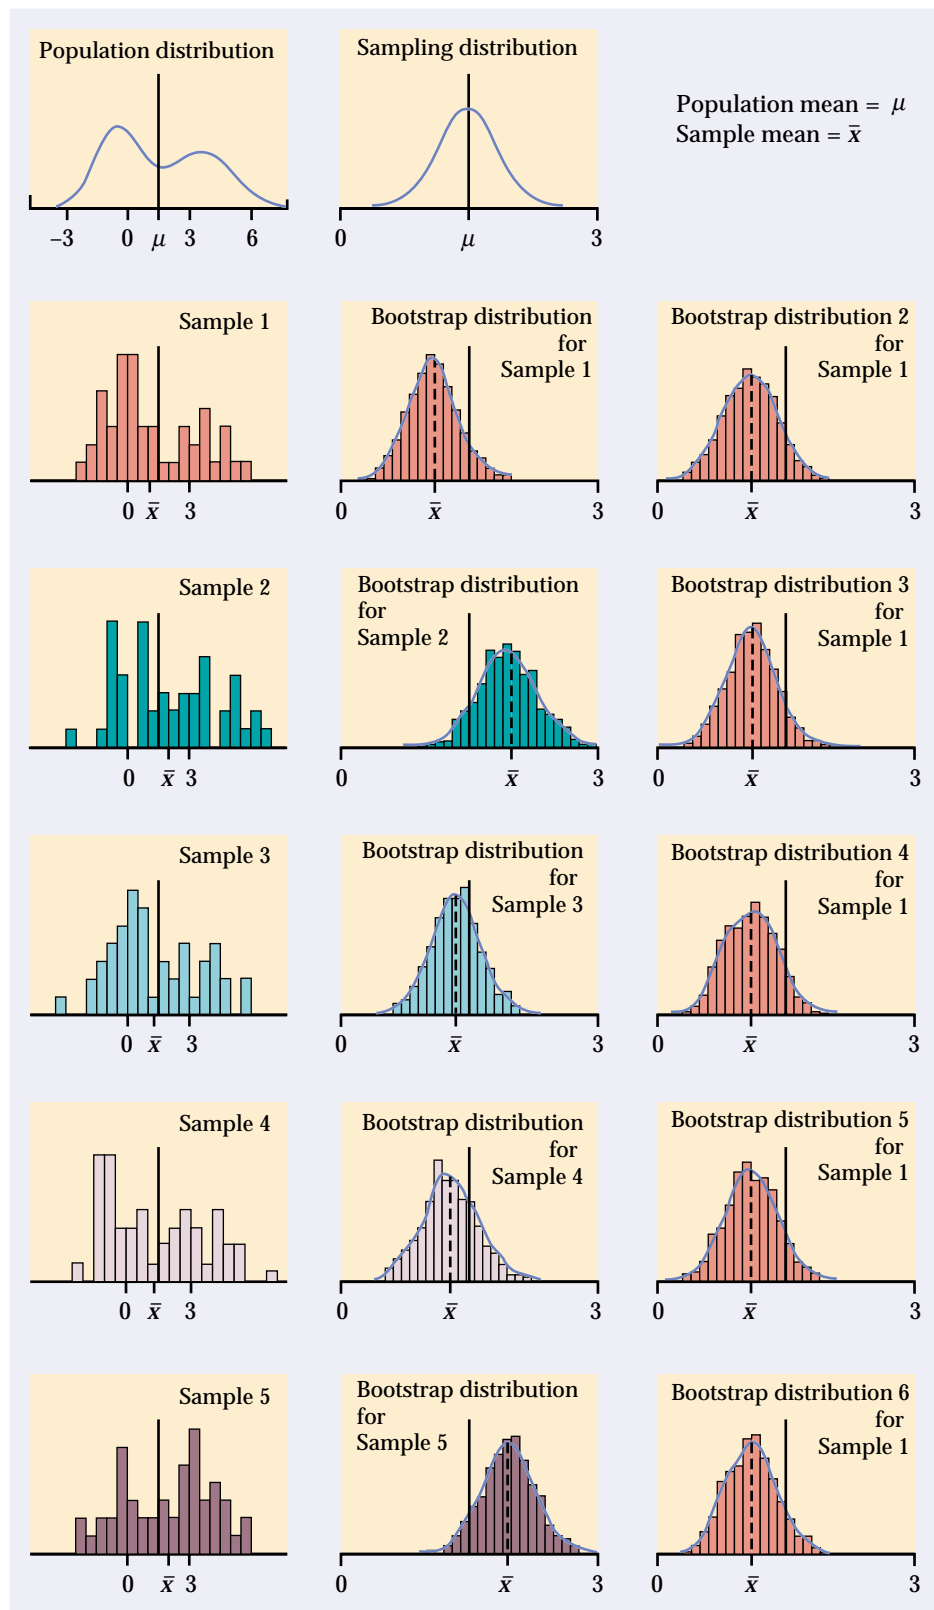 Population distribution
−3 0 μ 3 6
Sampling distribution
0 μ 3
Population mean = μ
Sample mean = x̄
Sample 1
0 x̄ 3
Bootstrap distribution
for
Sample 1
0 x̄ 3
Bootstrap distribution 2
for
Sample 1
0 x̄ 3
Sample 2
0 x̄ 3
Bootstrap distribution
for
Sample 2
0 x̄ 3
Bootstrap distribution 3
for
Sample 1
0 x̄ 3
Sample 3
0 x̄ 3
Bootstrap distribution
for
Sample 3
0 x̄ 3
Bootstrap distribution 4
for
Sample 1
0 x̄ 3
Sample 4
0 x̄ 3
Bootstrap distribution
for
Sample 4
0 x̄ 3
Bootstrap distribution 5
for
Sample 1
0 x̄ 3
Sample 5
0 x̄ 3
Bootstrap distribution
for
Sample 5
0 x̄ 3
Bootstrap distribution 6
for
Sample 1
0 x̄ 3